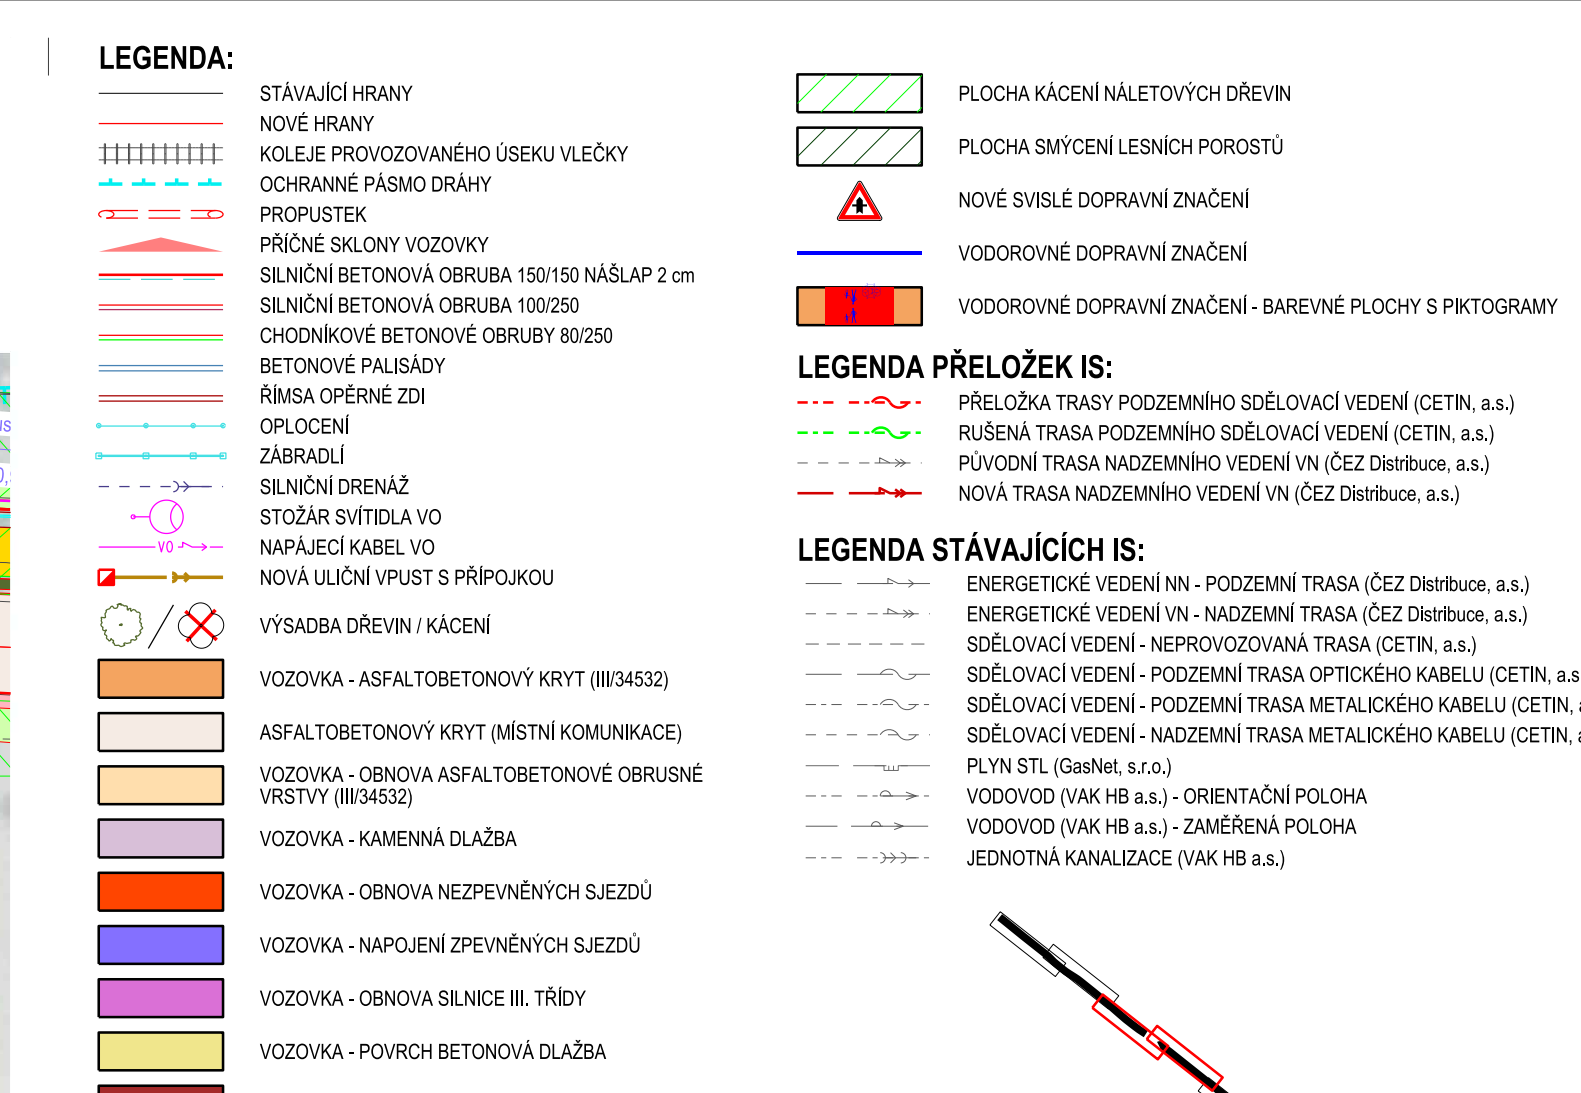 LEGENDA:
STÁVAJÍCÍ HRANY
NOVÉ HRANY
KOLEJE PROVOZOVANÉHO ÚSEKU VLEČKY
OCHRANNÉ PÁSMO DRÁHY
PROPUSTEK
PŘÍČNÉ SKLONY VOZOVKY
SILNIČNÍ BETONOVÁ OBRUBA 150/150 NÁŠLAP 2 cm
SILNIČNÍ BETONOVÁ OBRUBA 100/250
CHODNÍKOVÉ BETONOVÉ OBRUBY 80/250
BETONOVÉ PALISÁDY
ŘÍMSA OPĚRNÉ ZDI
OPLOCENÍ
ZÁBRADLÍ
SILNIČNÍ DRENÁŽ
STOŽÁR SVÍTIDLA VO
VO NAPÁJECÍ KABEL VO
NOVÁ ULIČNÍ VPUST S PŘÍPOJKOU
VÝSADBA DŘEVIN / KÁCENÍ
VOZOVKA - ASFALTOBETONOVÝ KRYT (III/34532)
ASFALTOBETONOVÝ KRYT (MÍSTNÍ KOMUNIKACE)
VOZOVKA - OBNOVA ASFALTOBETONOVÉ OBRUSNÉ
VRSTVY (III/34532)
VOZOVKA - KAMENNÁ DLAŽBA
VOZOVKA - OBNOVA NEZPEVNĚNÝCH SJEZDŮ
VOZOVKA - NAPOJENÍ ZPEVNĚNÝCH SJEZDŮ
VOZOVKA - OBNOVA SILNICE III. TŘÍDY
VOZOVKA - POVRCH BETONOVÁ DLAŽBA
PLOCHA KÁCENÍ NÁLETOVÝCH DŘEVIN
PLOCHA SMÝCENÍ LESNÍCH POROSTŮ
NOVÉ SVISLÉ DOPRAVNÍ ZNAČENÍ
VODOROVNÉ DOPRAVNÍ ZNAČENÍ
VODOROVNÉ DOPRAVNÍ ZNAČENÍ - BAREVNÉ PLOCHY S PIKTOGRAMY
LEGENDA PŘELOŽEK IS:
PŘELOŽKA TRASY PODZEMNÍHO SDĚLOVACÍ VEDENÍ (CETIN, a.s.)
RUŠENÁ TRASA PODZEMNÍHO SDĚLOVACÍ VEDENÍ (CETIN, a.s.)
PŮVODNÍ TRASA NADZEMNÍHO VEDENÍ VN (ČEZ Distribuce, a.s.)
NOVÁ TRASA NADZEMNÍHO VEDENÍ VN (ČEZ Distribuce, a.s.)
LEGENDA STÁVAJÍCÍCH IS:
ENERGETICKÉ VEDENÍ NN - PODZEMNÍ TRASA (ČEZ Distribuce, a.s.)
ENERGETICKÉ VEDENÍ VN - NADZEMNÍ TRASA (ČEZ Distribuce, a.s.)
SDĚLOVACÍ VEDENÍ - NEPROVOZOVANÁ TRASA (CETIN, a.s.)
SDĚLOVACÍ VEDENÍ - PODZEMNÍ TRASA OPTICKÉHO KABELU (CETIN, a.s
SDĚLOVACÍ VEDENÍ - PODZEMNÍ TRASA METALICKÉHO KABELU (CETIN,
SDĚLOVACÍ VEDENÍ - NADZEMNÍ TRASA METALICKÉHO KABELU (CETIN,
PLYN STL (GasNet, s.r.o.)
VODOVOD (VAK HB a.s.) - ORIENTAČNÍ POLOHA
VODOVOD (VAK HB a.s.) - ZAMĚŘENÁ POLOHA
JEDNOTNÁ KANALIZACE (VAK HB a.s.)